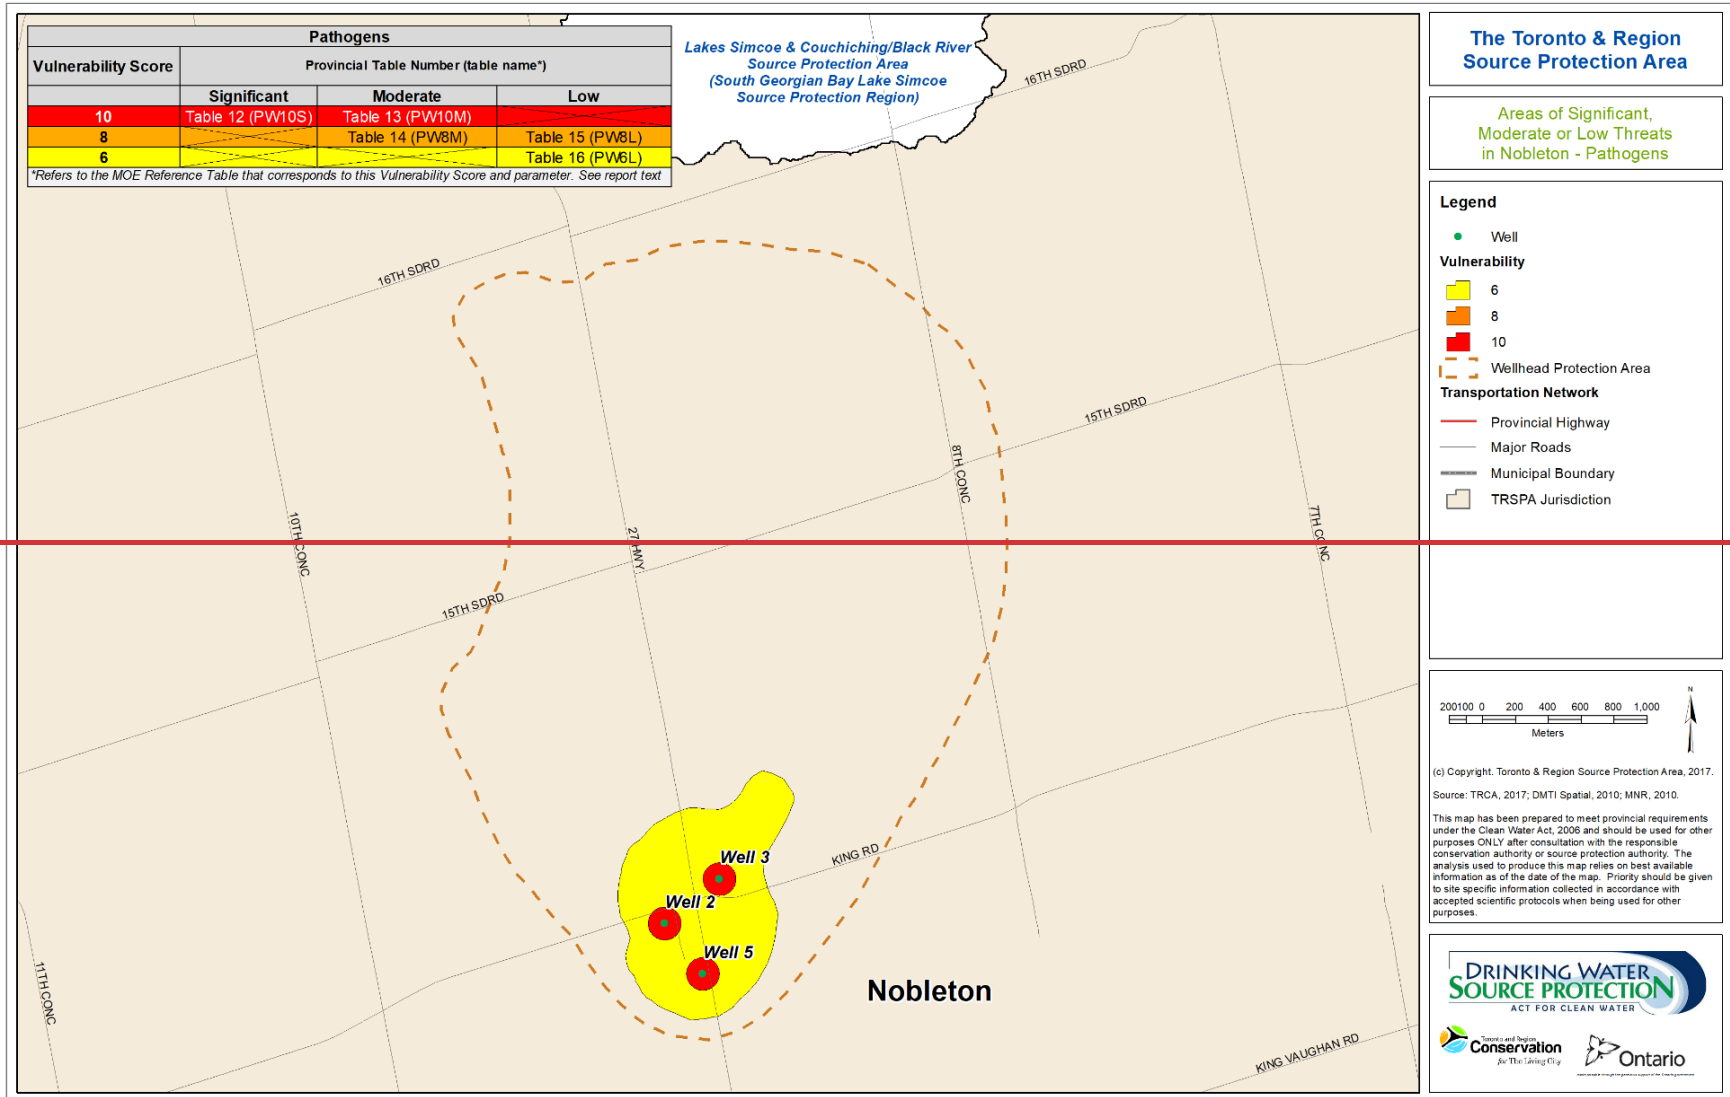 Pathogens
Vulnerability Score
Provincial Table Number (table name*)
Significant Moderate Low
10 Table 12 (PW10S) Table 13 (PW10M)
8 Table 14 (PW8M) Table 15 (PW8L)
6 Table 16 (PW6L)
*Refers to the MOE Reference Table that corresponds to this Vulnerability Score and parameter. See report text
Lakes Simcoe & Couchiching/Black River
Source Protection Area
(South Georgian Bay Lake Simcoe
Source Protection Region)
16TH SDRD
16TH SDRD
15TH SDRD
8TH CONC
10TH CONC
27 HWY
7TH CONC
15TH SDRD
KING RD
Well 3
Well 2
Well 5
Nobleton
11TH CONC
KING VAUGHAN RD
The Toronto & Region
Source Protection Area
Areas of Significant,
Moderate or Low Threats
in Nobleton - Pathogens
Legend
Well
Vulnerability
6
8
10
Wellhead Protection Area
Transportation Network
Provincial Highway
Major Roads
Municipal Boundary
TRSPA Jurisdiction
200100 0 200 400 600 800 1,000
Meters
N
(c) Copyright. Toronto & Region Source Protection Area, 2017.
Source: TRCA, 2017; DMTI Spatial, 2010; MNR, 2010.
This map has been prepared to meet provincial requirements
under the Clean Water Act, 2006 and should be used for other
purposes ONLY after consultation with the responsible
conservation authority or source protection authority. The
analysis used to produce this map relies on best available
information as of the date of the map. Priority should be given
to site specific information collected in accordance with
accepted scientific protocols when being used for other
purposes.
DRINKING WATER
SOURCE PROTECTION
ACT FOR CLEAN WATER
Toronto and Region
Conservation
for The Living City
Ontario